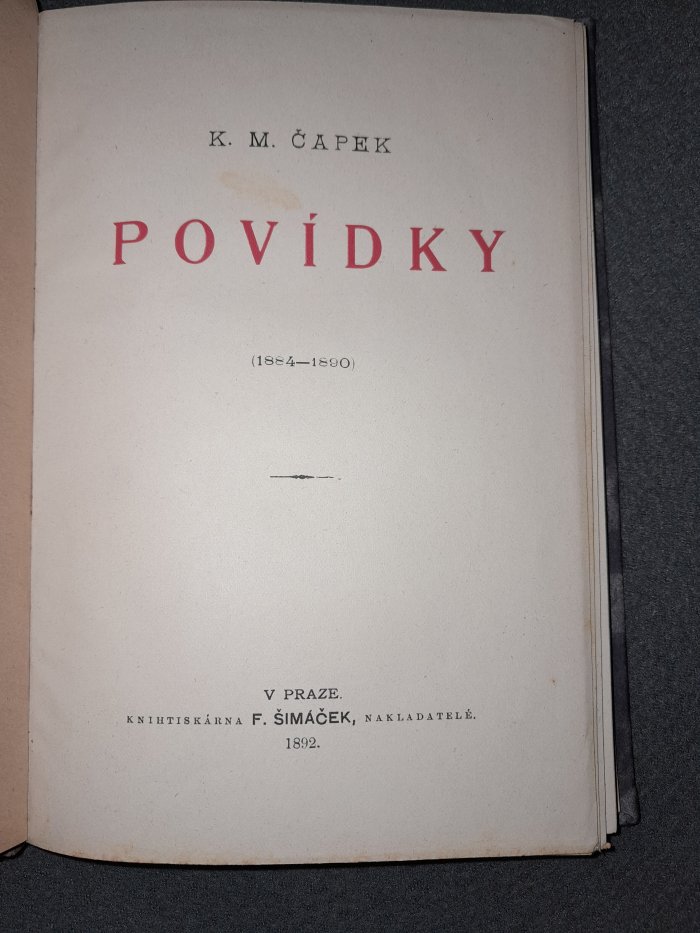 K. M. ČAPEK
POVÍDKY
(1884—1890)
V PRAZE.
KNIHTISKÁRNA F. ŠIMÁČEK, NAKLADATELÉ.
1892.